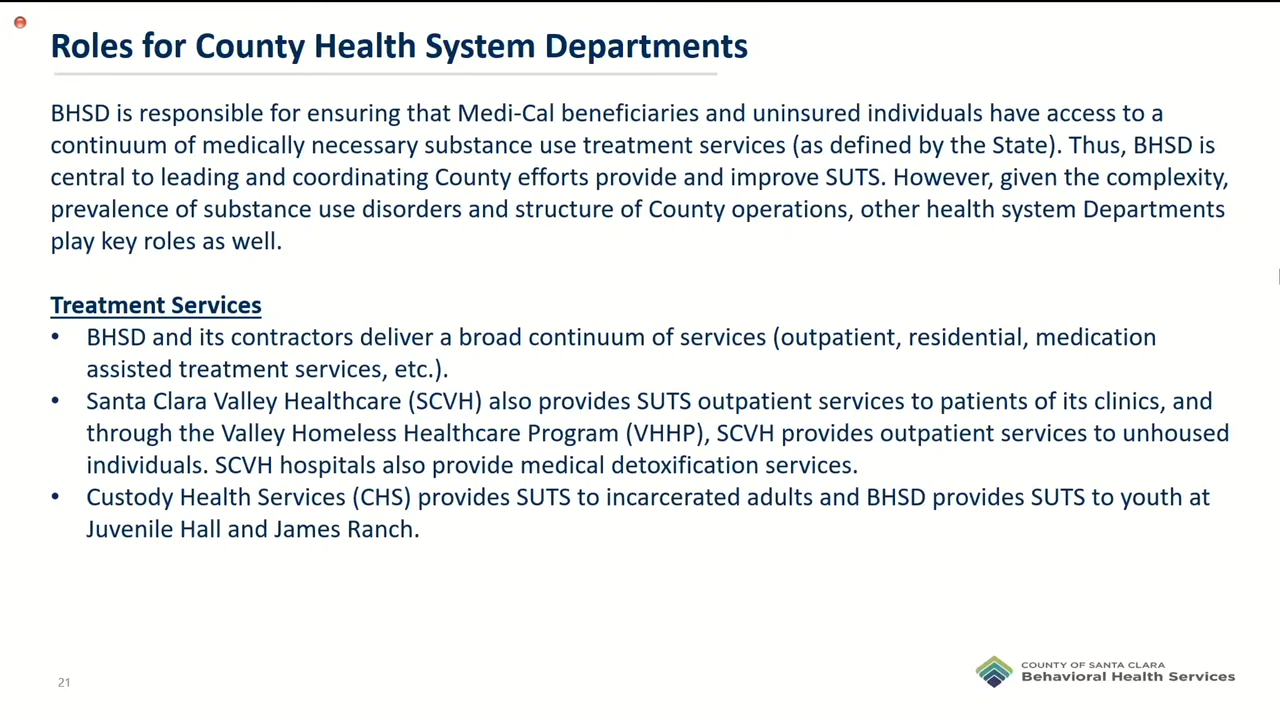 Roles for County Health System Departments
BHSD is responsible for ensuring that Medi-Cal beneficiaries and uninsured individuals have access to a
continuum of medically necessary substance use treatment services (as defined by the State). Thus, BHSD is
central to leading and coordinating County efforts provide and improve SUTS. However, given the complexity,
prevalence of substance use disorders and structure of County operations, other health system Departments
play key roles as well.
Treatment Services
• BHSD and its contractors deliver a broad continuum of services (outpatient, residential, medication
assisted treatment services, etc.).
• Santa Clara Valley Healthcare (SCVH) also provides SUTS outpatient services to patients of its clinics, and
through the Valley Homeless Healthcare Program (VHHP), SCVH provides outpatient services to unhoused
individuals. SCVH hospitals also provide medical detoxification services.
• Custody Health Services (CHS) provides SUTS to incarcerated adults and BHSD provides SUTS to youth at
Juvenile Hall and James Ranch.
21
COUNTY OF SANTA CLARA
Behavioral Health Services